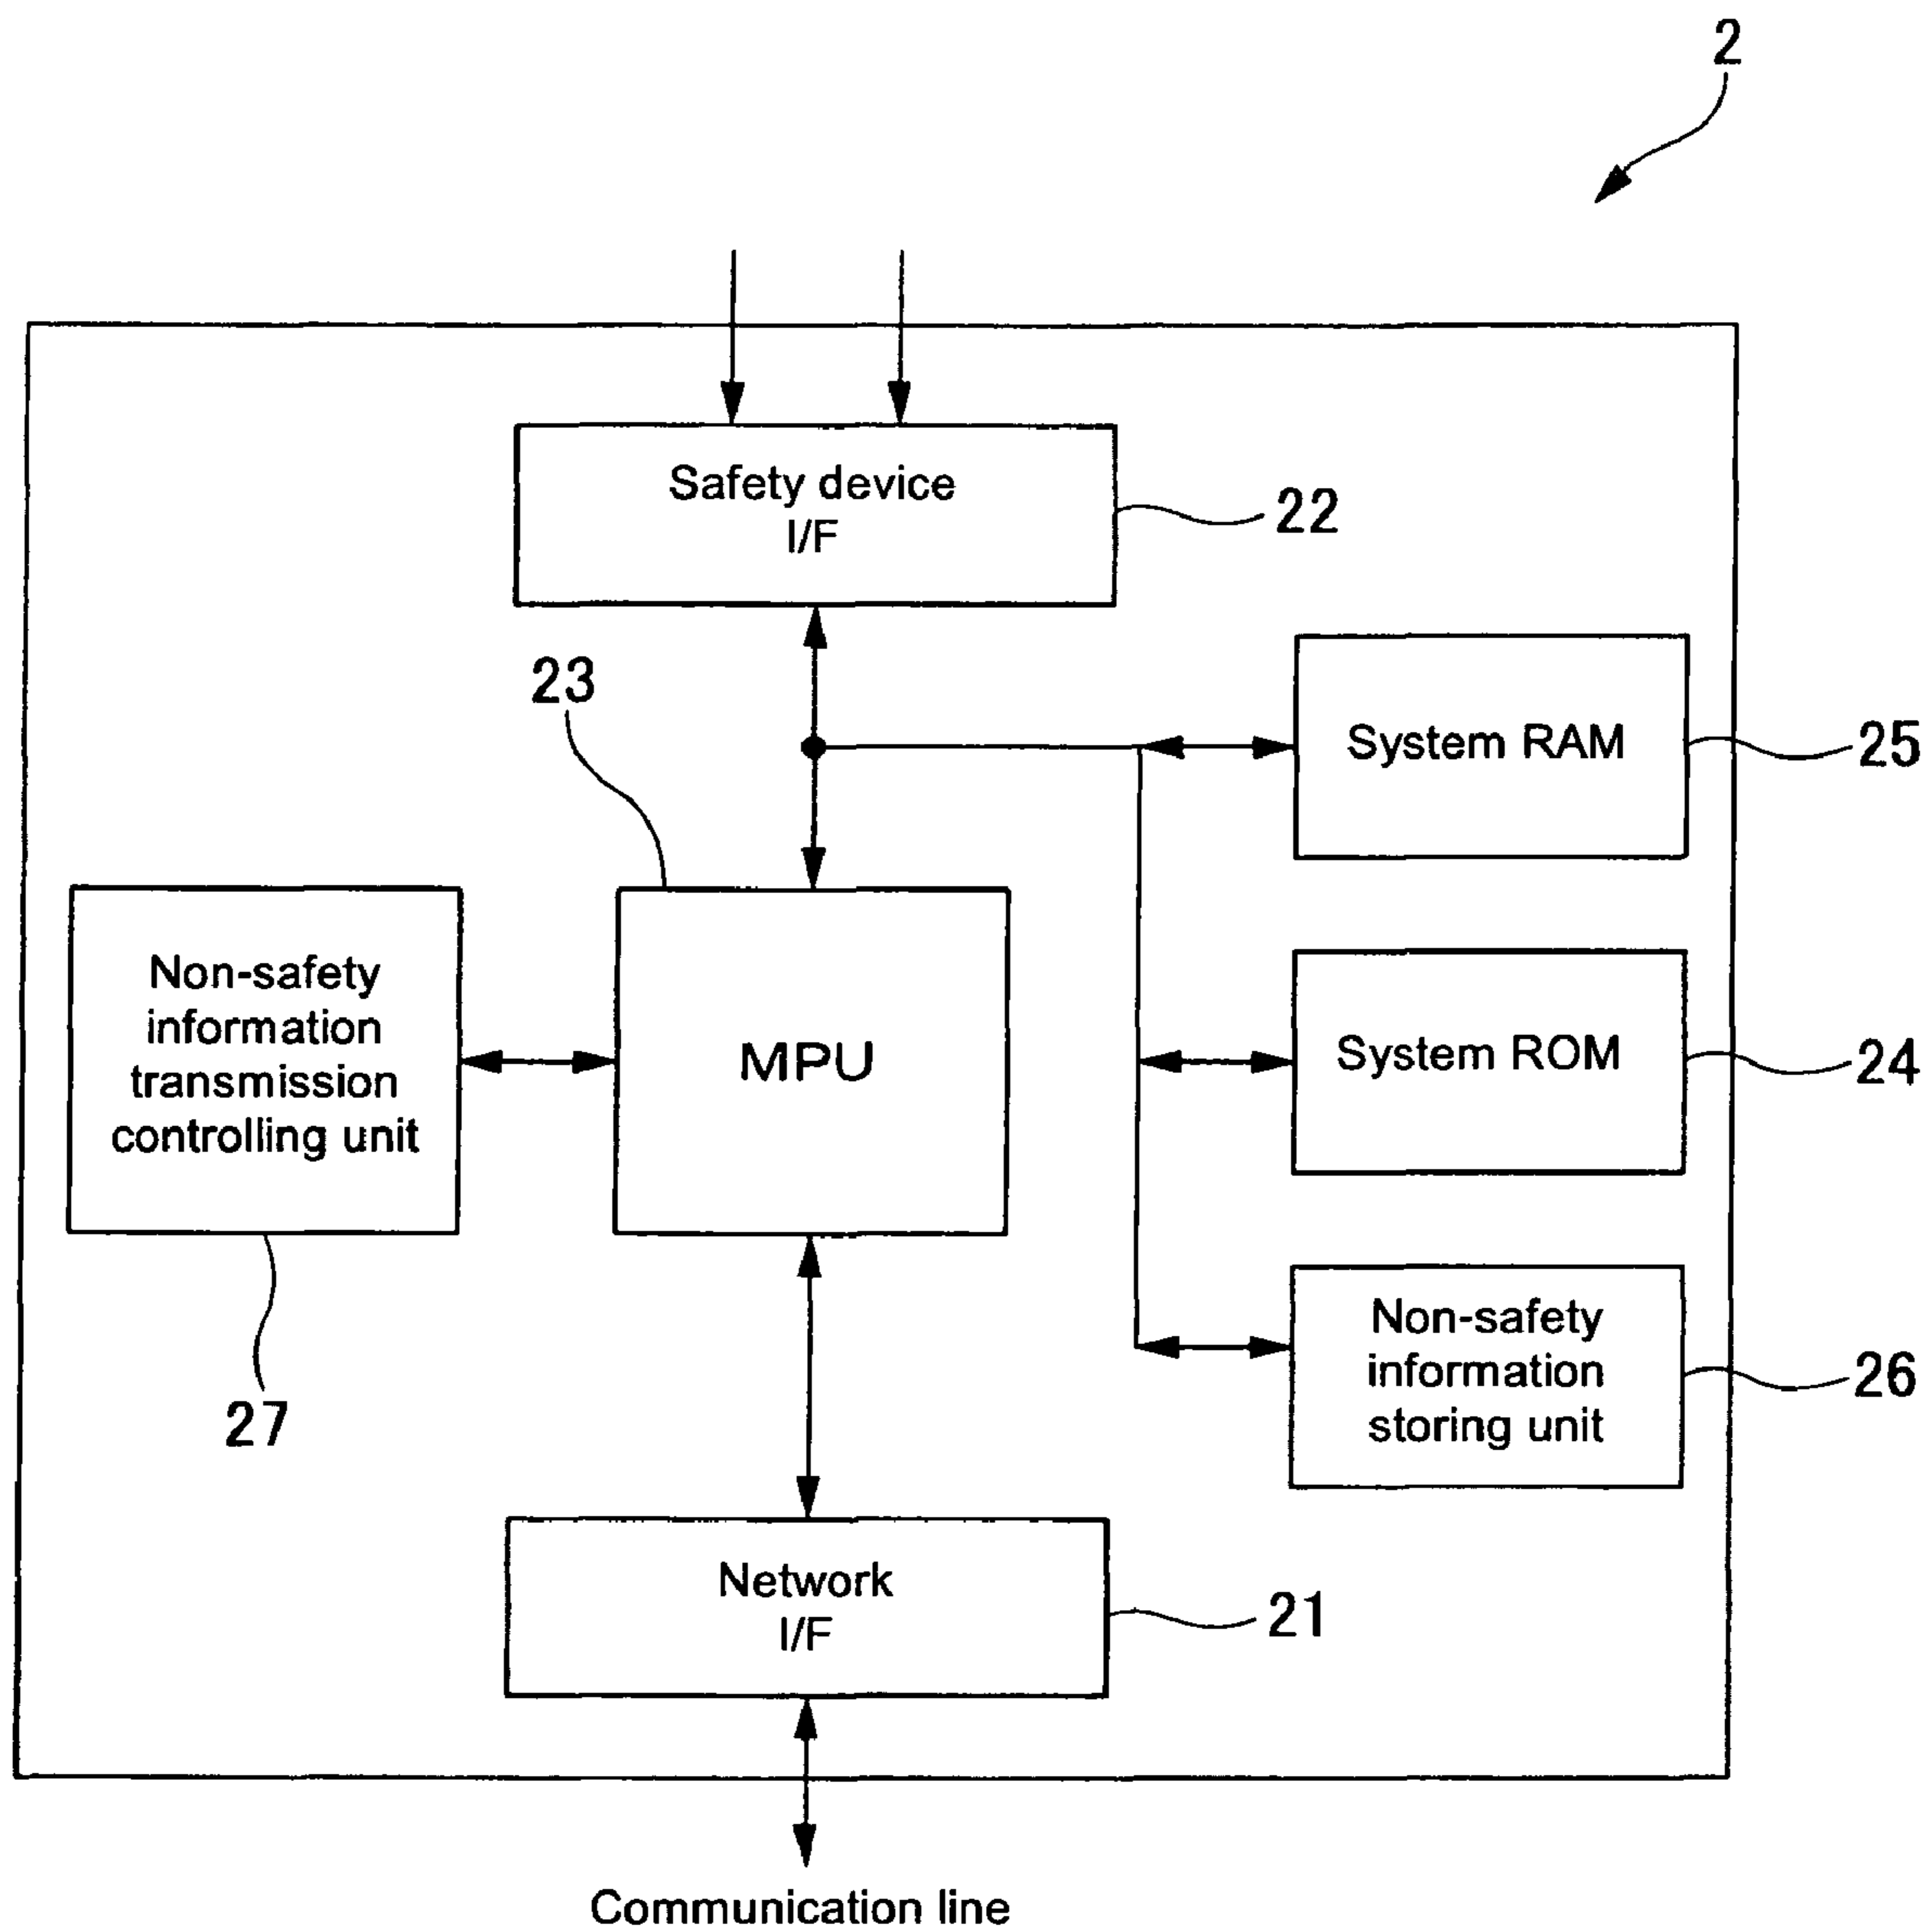 2
Safety device
I/F
22
23
System RAM
25
Non-safety
information
transmission
controlling unit
MPU
System ROM
24
27
Non-safety
information
storing unit
26
Network
I/F
21
Communication line